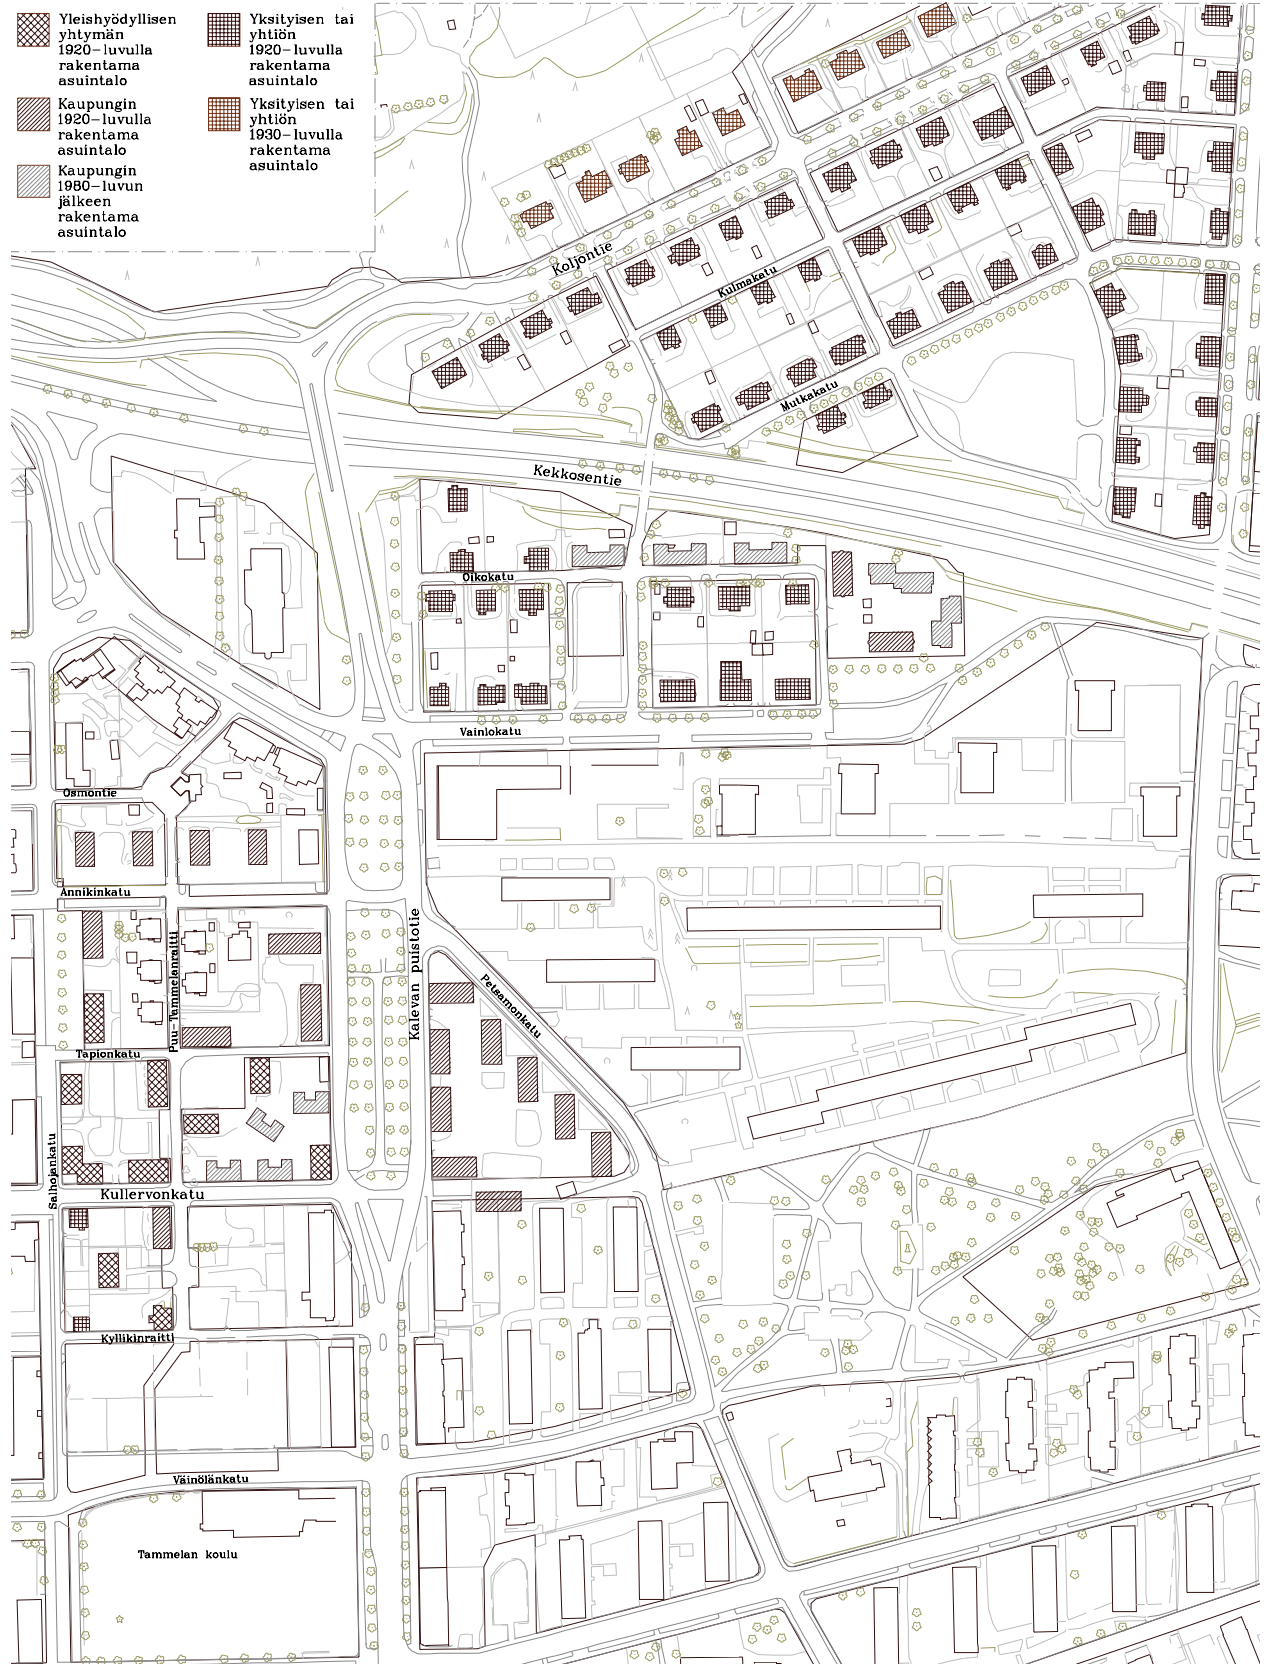 Yleishyödyllisen
yhtymän
1920-luvulla
rakentama
asuintalo
Kaupungin
1920-luvulla
rakentama
asuintalo
Kaupungin
1980-luvun
jälkeen
rakentama
asuintalo
Yksityisen tai
yhtiön
1920-luvulla
rakentama
asuintalo
Yksityisen tai
yhtiön
1930-luvulla
rakentama
asuintalo
Koljontie
Kulmakatu
Mutkakatu
Kekkosentie
Oikokatu
Vainiokatu
Osmontie
Annikinkatu
Puu-Tammelanraitti
Kalevan puistotie
Petsamonkatu
Tapionkatu
Salhojankatu
Kullervonkatu
Kyllikinraitti
Väinölänkatu
Tammelan koulu